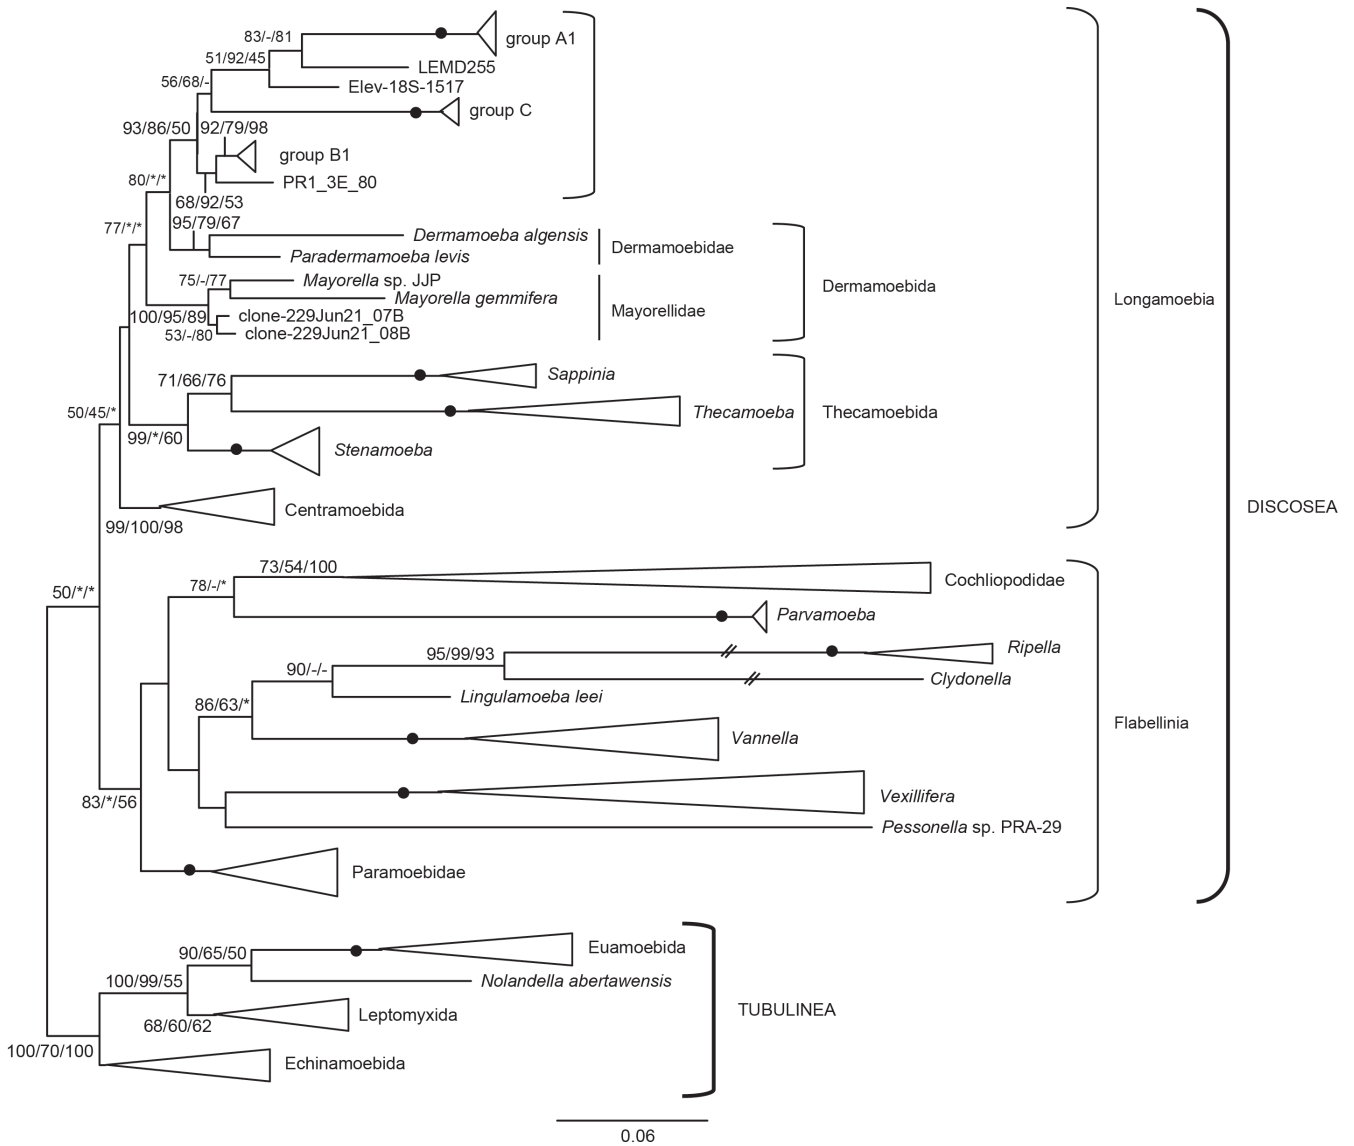 83/-/81
group A1
51/92/45
LEMD255
56/68/-
Elev-18S-1517
group C
93/86/50
92/79/98
group B1
80/*/*
PR1_3E_80
68/92/53
95/79/67
77/*/*
Dermamoeba algensis
Paradermamoeba levis
Dermamoebidae
75/-/77
Mayorella sp. JJP
Mayorella gemmifera
Dermamoebida
Longamoebia
100/95/89
clone-229Jun21_07B
Mayorellidae
53/-/80
clone-229Jun21_08B
71/66/76
Sappinia
50/45/*
Thecamoeba
Thecamoebida
99/*/60
Stenamoeba
Centramoebida
DISCOSEA
99/100/98
73/54/100
78/-/*
Cochliopodidae
50/*/*
Parvamoeba
95/99/93
Ripella
90/-/-
Clydonella
86/63/*
Lingulamoeba leei
Flabellinia
Vannella
83/*/56
Vexillifera
Pessonella sp. PRA-29
Paramoebidae
90/65/50
Euamoebida
100/99/55
Nolandella abertawensis
68/60/62
Leptomyxida
TUBULINEA
100/70/100
Echinamoebida
0.06